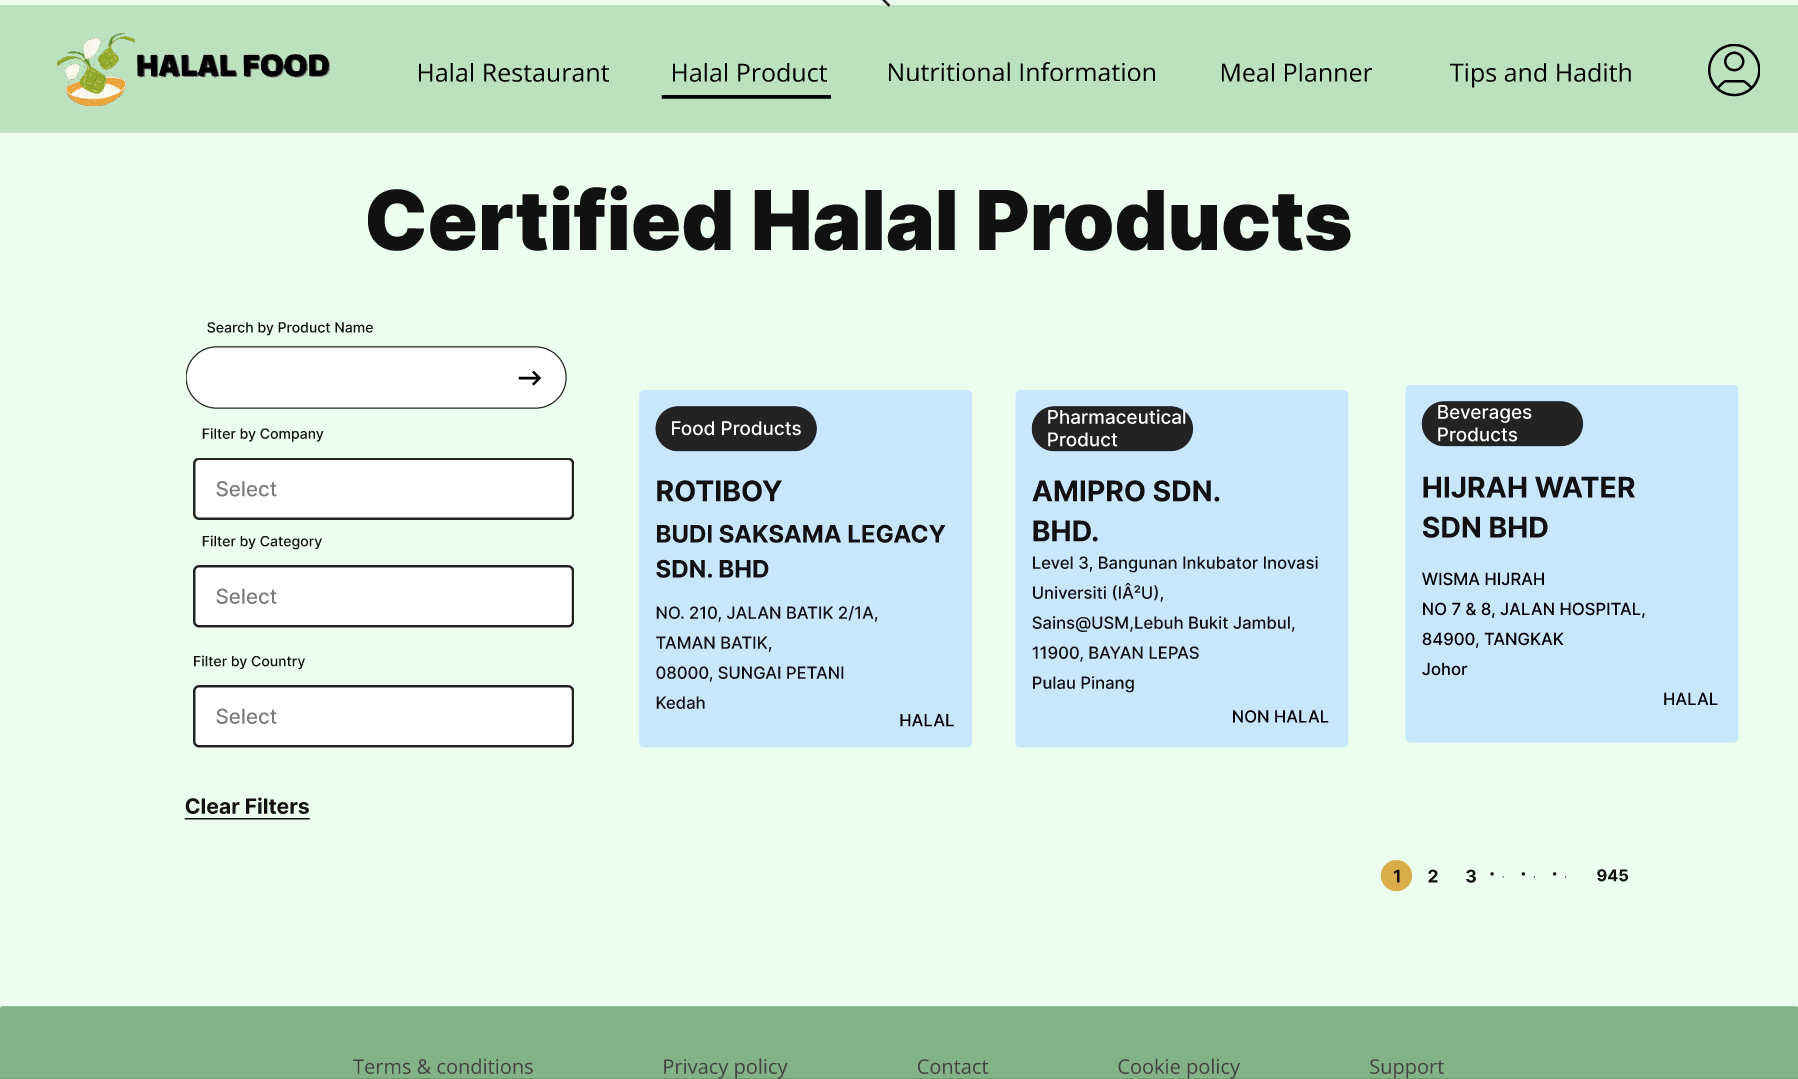 HALAL FOOD
Halal Restaurant
Halal Product
Nutritional Information
Meal Planner
Tips and Hadith
Certified Halal Products
Search by Product Name
Filter by Company
Select
Filter by Category
Select
Filter by Country
Select
Clear Filters
Food Products
ROTIBOY
BUDI SAKSAMA LEGACY
SDN. BHD
NO. 210, JALAN BATIK 2/1A,
TAMAN BATIK,
08000, SUNGAI PETANI
Kedah
HALAL
Pharmaceutical
Product
AMIPRO SDN.
BHD.
Level 3, Bangunan Inkubator Inovasi
Universiti (IÂ²U),
Sains@USM,Lebuh Bukit Jambul,
11900, BAYAN LEPAS
Pulau Pinang
NON HALAL
Beverages
Products
HIJRAH WATER
SDN BHD
WISMA HIJRAH
NO 7 & 8, JALAN HOSPITAL,
84900, TANGKAK
Johor
HALAL
1 2 3 . . . . . . 945
Terms & conditions
Privacy policy
Contact
Cookie policy
Support